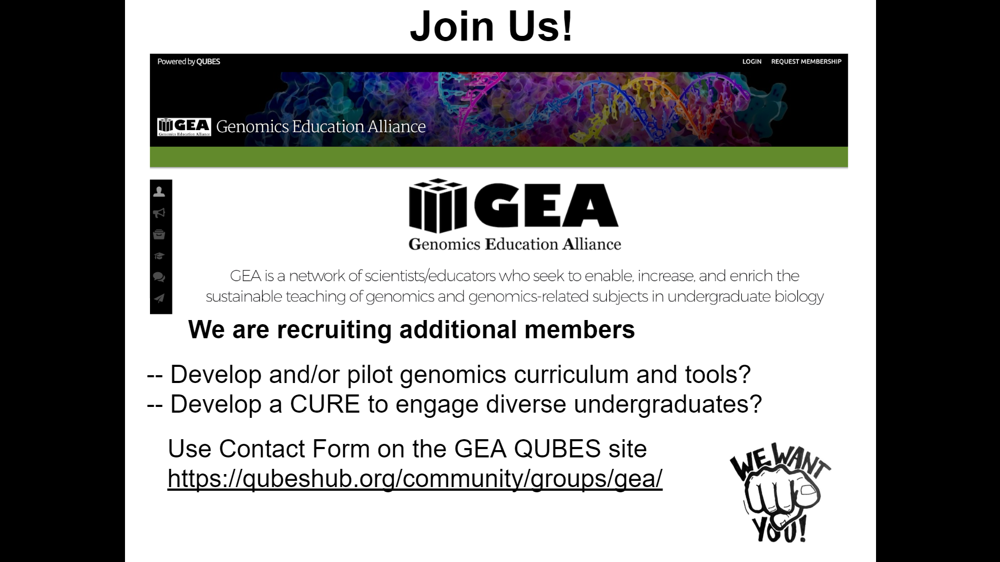 Join Us!
Powered by QUBES
LOGIN REQUEST MEMBERSHIP
GEA
Genomics Education Alliance
Genomics Education Alliance
GEA
Genomics Education Alliance
GEA is a network of scientists/educators who seek to enable, increase, and enrich the
sustainable teaching of genomics and genomics-related subjects in undergraduate biology
We are recruiting additional members
-- Develop and/or pilot genomics curriculum and tools?
-- Develop a CURE to engage diverse undergraduates?
Use Contact Form on the GEA QUBES site
https://qubeshub.org/community/groups/gea/
WE WANT
YOU!